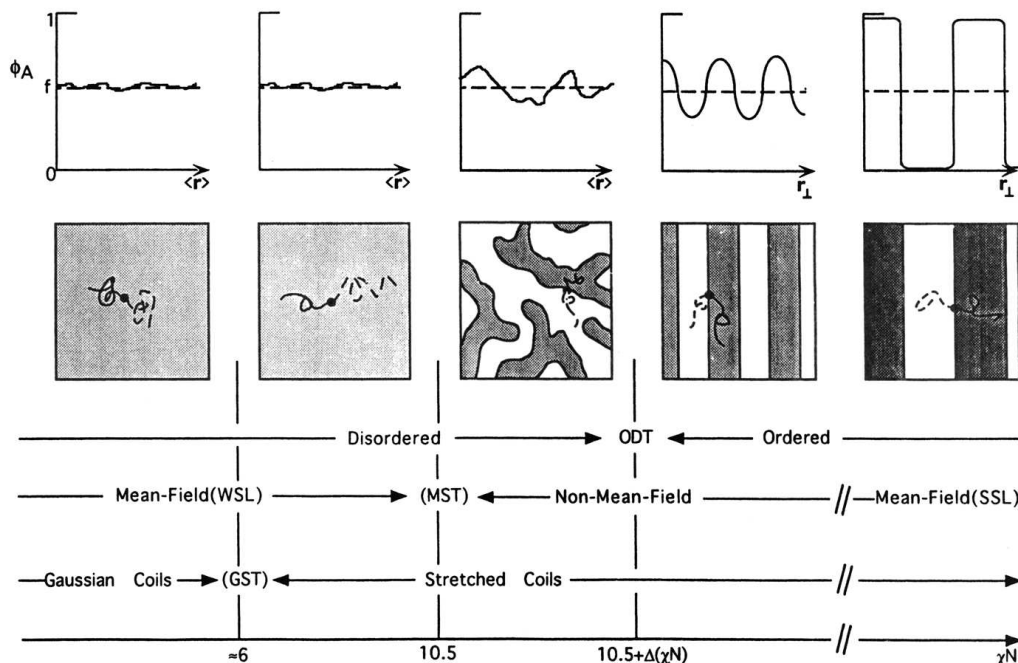 1
ϕA
f
0
⟨r⟩
⟨r⟩
⟨r⟩
r⊥
r⊥
Disordered ODT Ordered
Mean-Field(WSL) (MST) Non-Mean-Field Mean-Field(SSL)
Gaussian Coils (GST) Stretched Coils
≈6 10.5 10.5+Δ(χN) χN